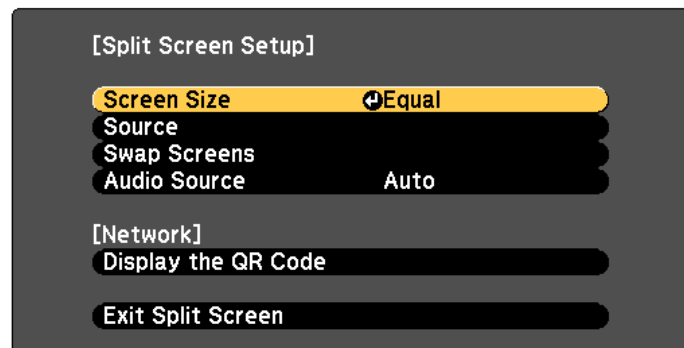 [Split Screen Setup]
Screen Size Equal
Source
Swap Screens
Audio Source Auto
[Network]
Display the QR Code
Exit Split Screen